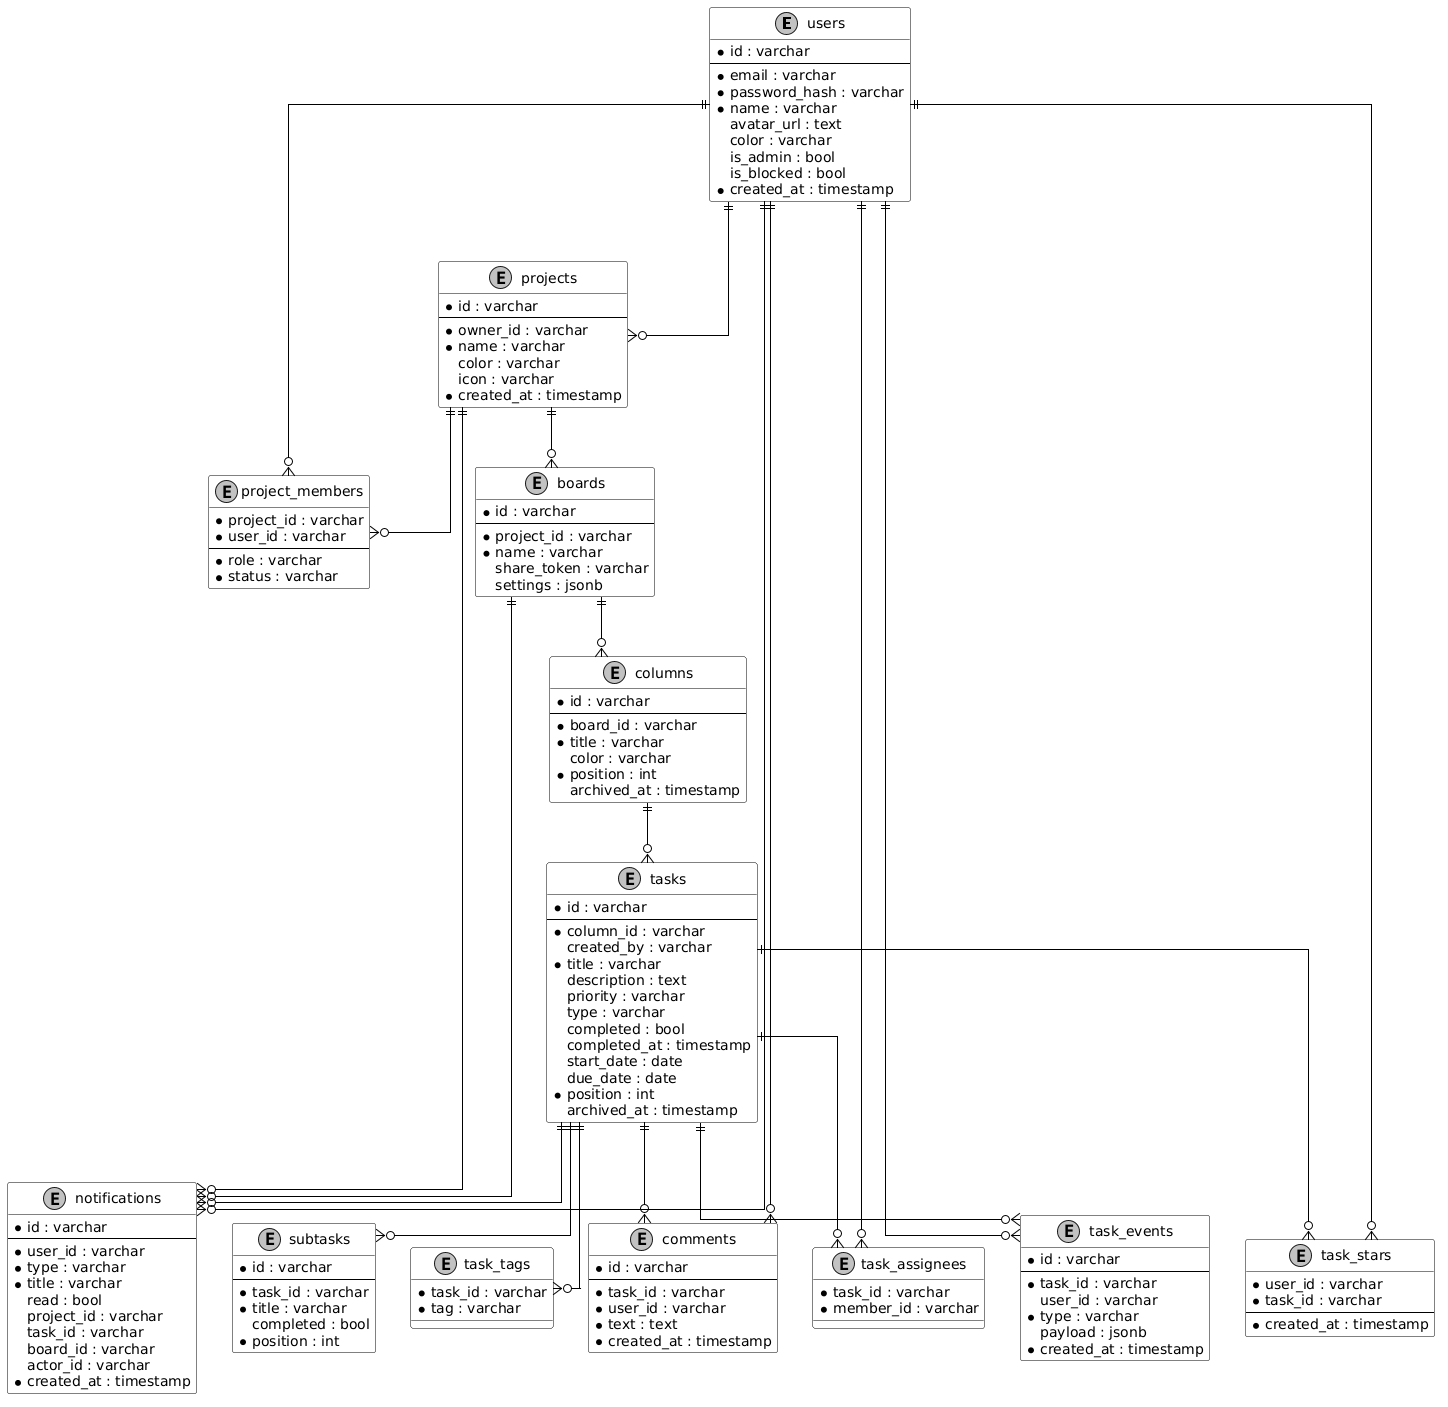 E users
* id : varchar
* email : varchar
* password_hash : varchar
* name : varchar
avatar_url : text
color : varchar
is_admin : bool
is_blocked : bool
* created_at : timestamp
E projects
* id : varchar
* owner_id : varchar
* name : varchar
color : varchar
icon : varchar
* created_at : timestamp
E project_members
* project_id : varchar
* user_id : varchar
* role : varchar
* status : varchar
E boards
* id : varchar
* project_id : varchar
* name : varchar
share_token : varchar
settings : jsonb
E columns
* id : varchar
* board_id : varchar
* title : varchar
color : varchar
* position : int
archived_at : timestamp
E tasks
* id : varchar
* column_id : varchar
created_by : varchar
* title : varchar
description : text
priority : varchar
type : varchar
completed : bool
completed_at : timestamp
start_date : date
due_date : date
* position : int
archived_at : timestamp
E notifications
* id : varchar
* user_id : varchar
* type : varchar
* title : varchar
read : bool
project_id : varchar
task_id : varchar
board_id : varchar
actor_id : varchar
* created_at : timestamp
E subtasks
* id : varchar
* task_id : varchar
* title : varchar
completed : bool
* position : int
E task_tags
* task_id : varchar
* tag : varchar
E comments
* id : varchar
* task_id : varchar
* user_id : varchar
* text : text
* created_at : timestamp
E task_assignees
* task_id : varchar
* member_id : varchar
E task_events
* id : varchar
* task_id : varchar
user_id : varchar
* type : varchar
payload : jsonb
* created_at : timestamp
E task_stars
* user_id : varchar
* task_id : varchar
* created_at : timestamp